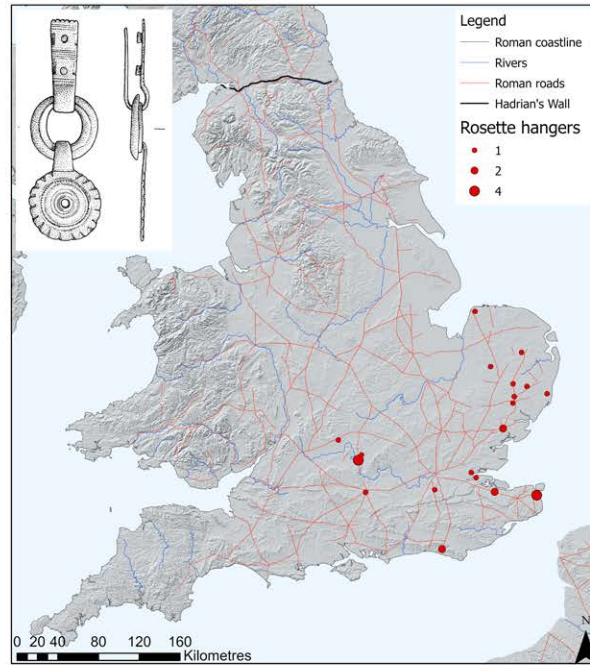 Legend
Roman coastline
Rivers
Roman roads
Hadrian's Wall
Rosette hangers
1
2
4
N
0 20 40 80 120 160
Kilometres